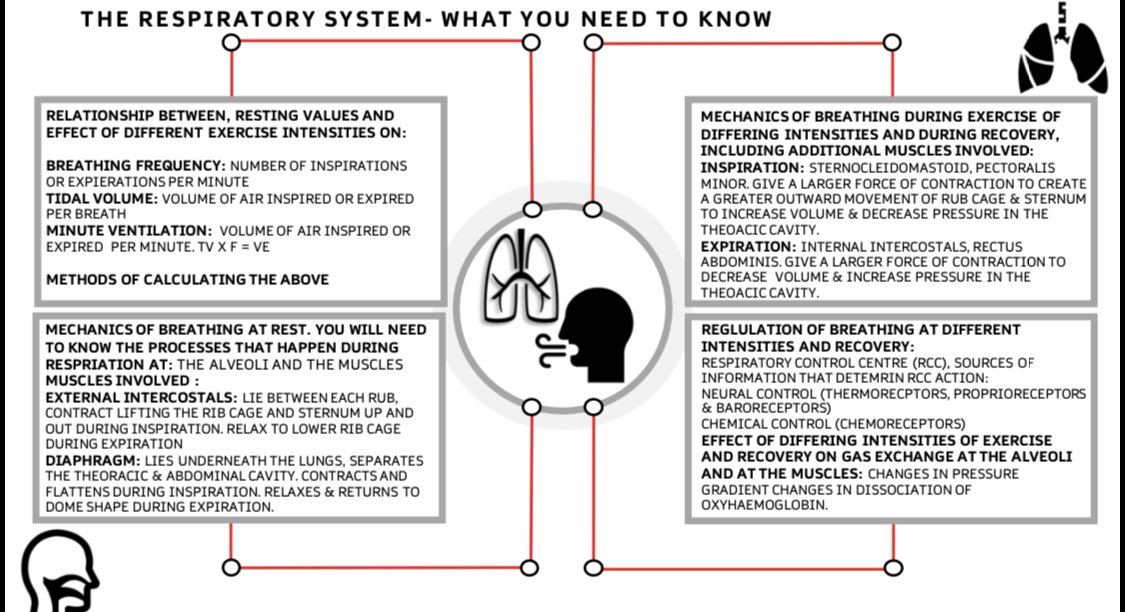 THE RESPIRATORY SYSTEM- WHAT YOU NEED TO KNOW
RELATIONSHIP BETWEEN, RESTING VALUES AND
EFFECT OF DIFFERENT EXERCISE INTENSITIES ON:
BREATHING FREQUENCY: NUMBER OF INSPIRATIONS
OR EXPIERATIONS PER MINUTE
TIDAL VOLUME: VOLUME OF AIR INSPIRED OR EXPIRED
PER BREATH
MINUTE VENTILATION: VOLUME OF AIR INSPIRED OR
EXPIRED PER MINUTE. TV X F = VE
METHODS OF CALCULATING THE ABOVE
MECHANICS OF BREATHING AT REST. YOU WILL NEED
TO KNOW THE PROCESSES THAT HAPPEN DURING
RESPRIATION AT: THE ALVEOLI AND THE MUSCLES
MUSCLES INVOLVED :
EXTERNAL INTERCOSTALS: LIE BETWEEN EACH RUB,
CONTRACT LIFTING THE RIB CAGE AND STERNUM UP AND
OUT DURING INSPIRATION. RELAX TO LOWER RIB CAGE
DURING EXPIRATION
DIAPHRAGM: LIES UNDERNEATH THE LUNGS, SEPARATES
THE THEORACIC & ABDOMINAL CAVITY. CONTRACTS AND
FLATTENS DURING INSPIRATION. RELAXES & RETURNS TO
DOME SHAPE DURING EXPIRATION.
MECHANICS OF BREATHING DURING EXERCISE OF
DIFFERING INTENSITIES AND DURING RECOVERY,
INCLUDING ADDITIONAL MUSCLES INVOLVED:
INSPIRATION: STERNOCLEIDOMASTOID, PECTORALIS
MINOR. GIVE A LARGER FORCE OF CONTRACTION TO CREATE
A GREATER OUTWARD MOVEMENT OF RUB CAGE & STERNUM
TO INCREASE VOLUME & DECREASE PRESSURE IN THE
THEOACIC CAVITY.
EXPIRATION: INTERNAL INTERCOSTALS, RECTUS
ABDOMINIS. GIVE A LARGER FORCE OF CONTRACTION TO
DECREASE VOLUME & INCREASE PRESSURE IN THE
THEOACIC CAVITY.
REGLULATION OF BREATHING AT DIFFERENT
INTENSITIES AND RECOVERY:
RESPIRATORY CONTROL CENTRE (RCC), SOURCES OF
INFORMATION THAT DETEMRIN RCC ACTION:
NEURAL CONTROL (THERMORECPTORS, PROPRIORECEPTORS
& BARORECEPTORS)
CHEMICAL CONTROL (CHEMORECEPTORS)
EFFECT OF DIFFERING INTENSITIES OF EXERCISE
AND RECOVERY ON GAS EXCHANGE AT THE ALVEOLI
AND AT THE MUSCLES: CHANGES IN PRESSURE
GRADIENT CHANGES IN DISSOCIATION OF
OXYHAEMOGLOBIN.